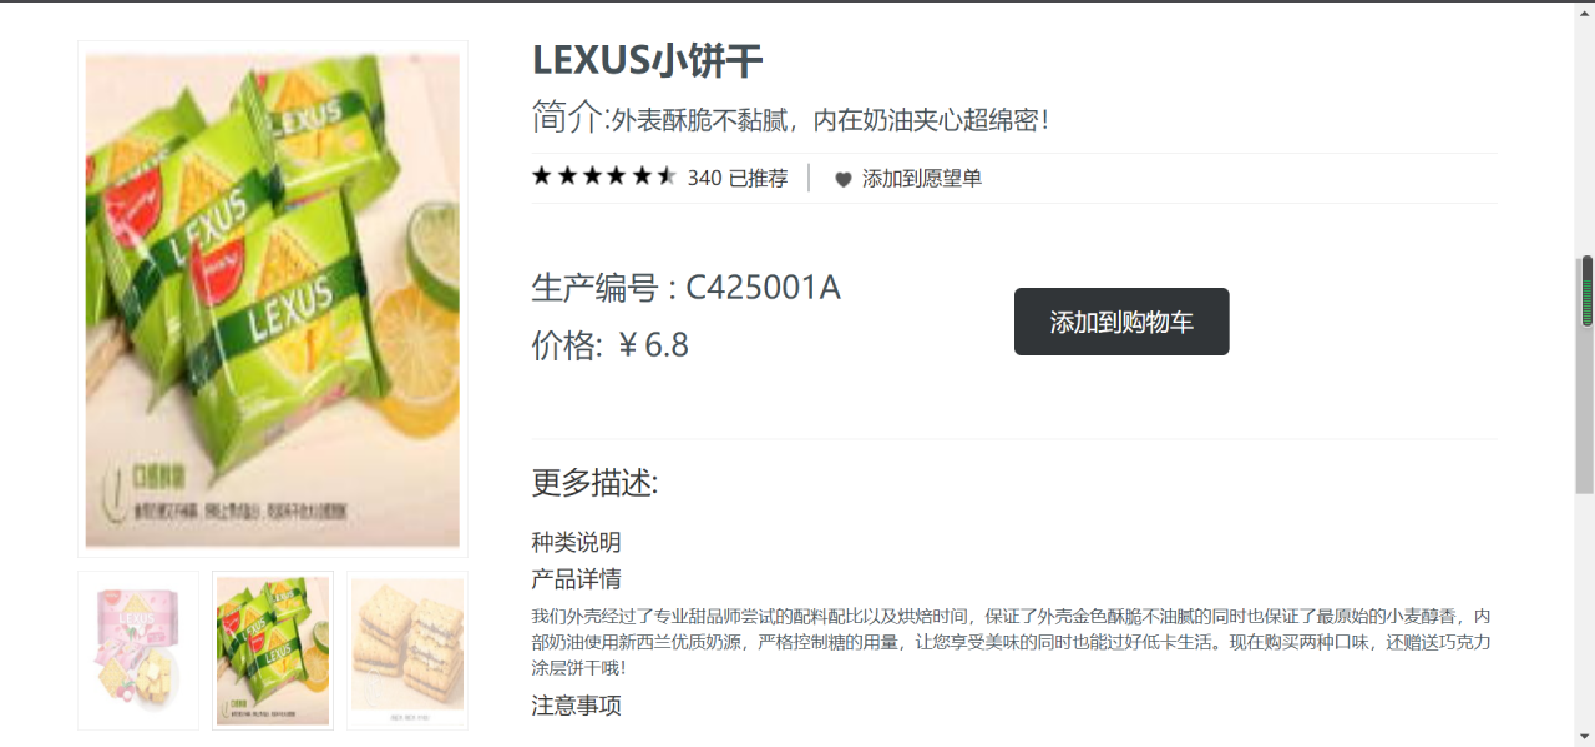 LEXUS小饼干
简介:外表酥脆不黏腻，内在奶油夹心超绵密！
340 已推荐
添加到愿望单
LEXUS
LEXUS
LEXUS
生产编号 : C425001A
价格: ￥6.8
添加到购物车
更多描述:
种类说明
产品详情
我们外壳经过了专业甜品师尝试的配料配比以及烘焙时间，保证了外壳金色酥脆不油腻的同时也保证了最原始的小麦醇香，内
部奶油使用新西兰优质奶源，严格控制糖的用量，让您享受美味的同时也能过好低卡生活。现在购买两种口味，还赠送巧克力
涂层饼干哦！
注意事项
LEXUS
LEXUS
LEXUS